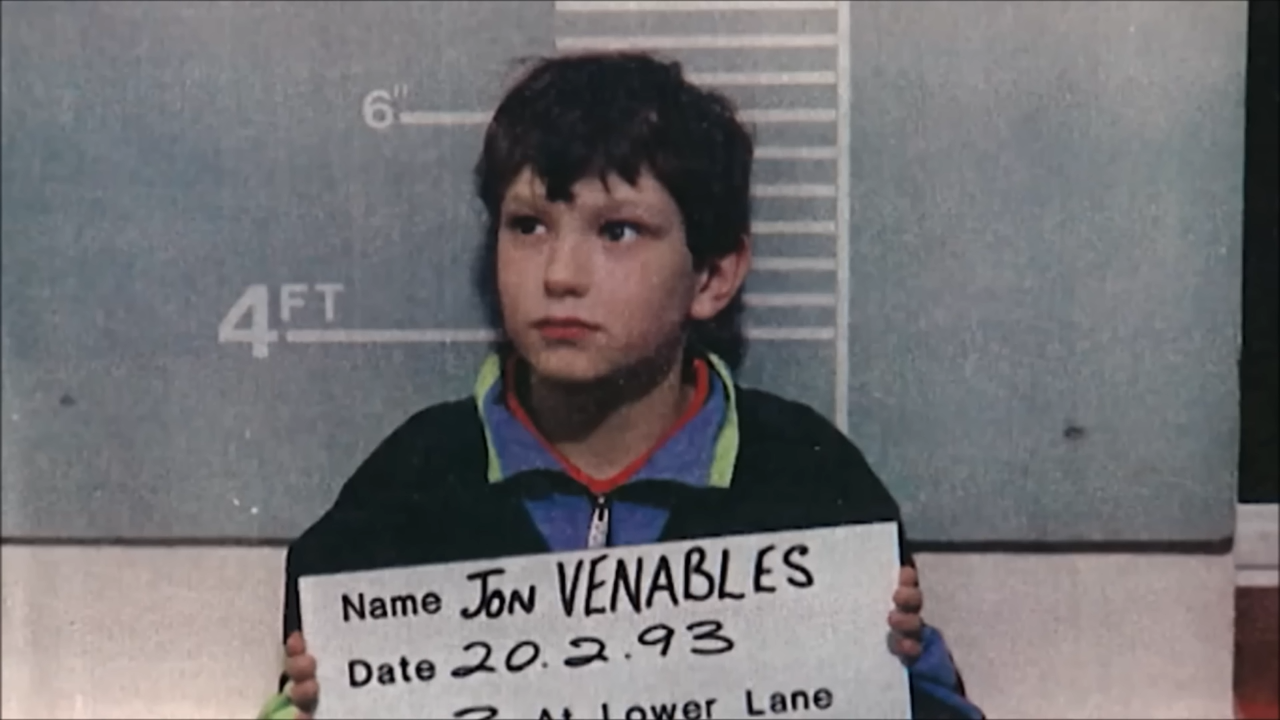 6"
4FT
Name JON VENABLES
Date 20.2.93
At Lower Lane